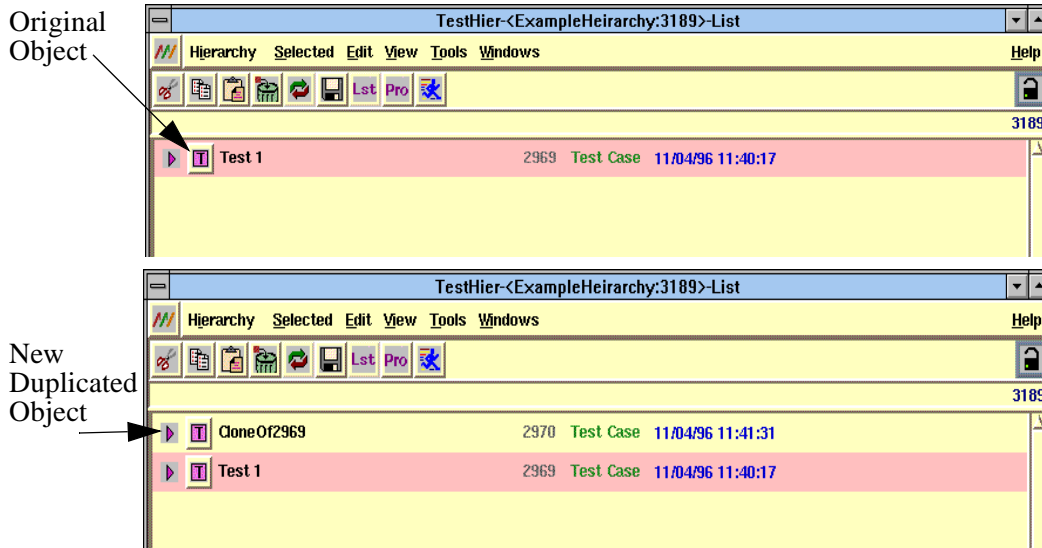 Original
Object
TestHier-<ExampleHeirarchy:3189>-List
Hierarchy Selected Edit View Tools Windows Help
Lst Pro
3189
T Test 1 2969 Test Case 11/04/96 11:40:17
New
Duplicated
Object
TestHier-<ExampleHeirarchy:3189>-List
Hierarchy Selected Edit View Tools Windows Help
Lst Pro
3189
T CloneOf2969 2970 Test Case 11/04/96 11:41:31
T Test 1 2969 Test Case 11/04/96 11:40:17